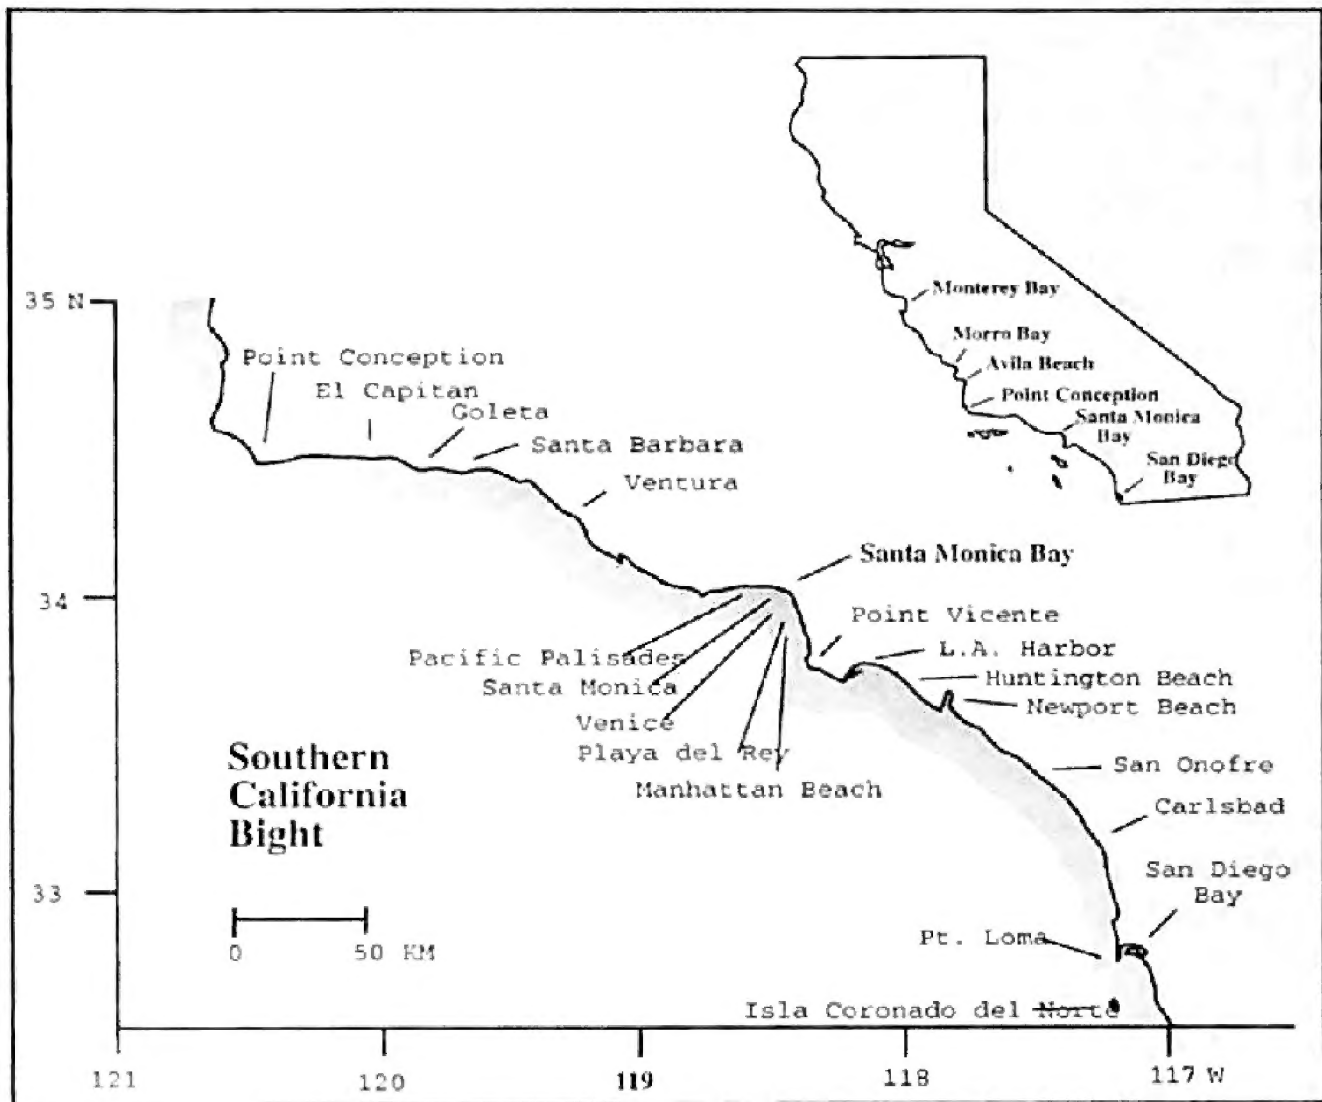 Monterey Bay
Morro Bay
Avila Beach
Point Conception
Santa Monica
Bay
San Diego
Bay
35 N
Point Conception
El Capitan
Goleta
Santa Barbara
Ventura
Santa Monica Bay
34
Point Vicente
L.A. Harbor
Pacific Palisades
Huntington Beach
Santa Monica
Newport Beach
Venice
Playa del Rey
San Onofre
Manhattan Beach
Carlsbad
Southern
California
Bight
33
San Diego
Bay
0 50 KM
Pt. Loma
Isla Coronado del Norte
121 120 119 118 117 W